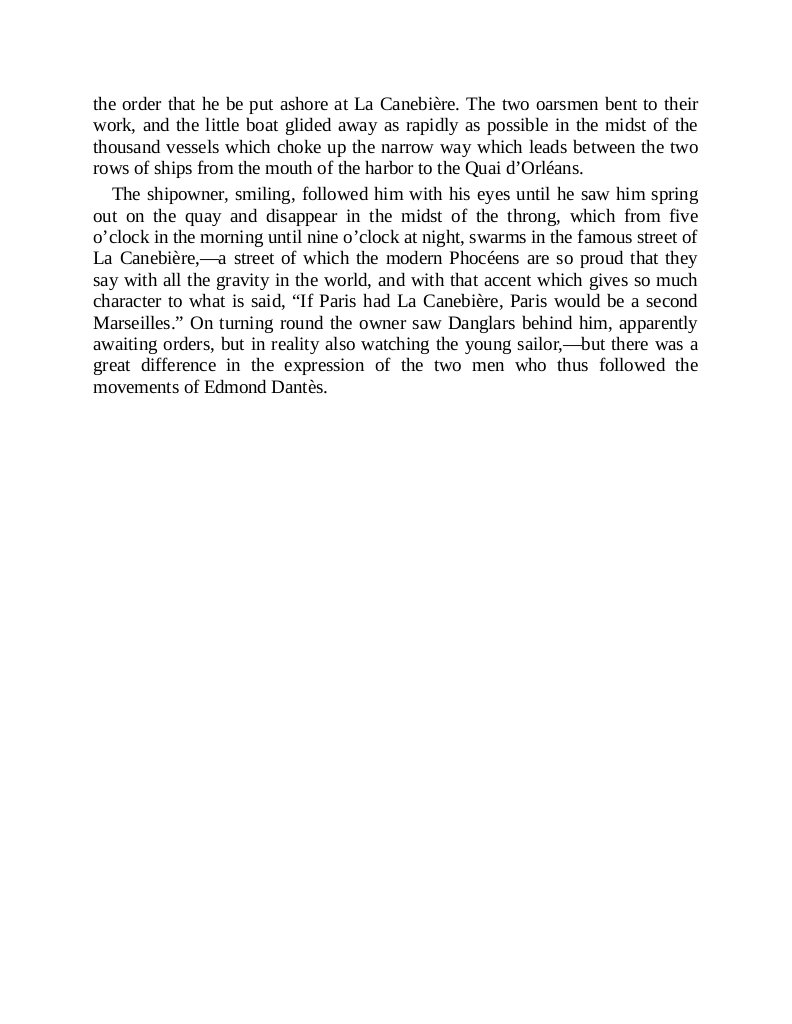 the order that he be put ashore at La Canebière. The two oarsmen bent to their
work, and the little boat glided away as rapidly as possible in the midst of the
thousand vessels which choke up the narrow way which leads between the two
rows of ships from the mouth of the harbor to the Quai d’Orléans.
The shipowner, smiling, followed him with his eyes until he saw him spring
out on the quay and disappear in the midst of the throng, which from five
o’clock in the morning until nine o’clock at night, swarms in the famous street of
La Canebière,—a street of which the modern Phocéens are so proud that they
say with all the gravity in the world, and with that accent which gives so much
character to what is said, “If Paris had La Canebière, Paris would be a second
Marseilles.” On turning round the owner saw Danglars behind him, apparently
awaiting orders, but in reality also watching the young sailor,—but there was a
great difference in the expression of the two men who thus followed the
movements of Edmond Dantès.